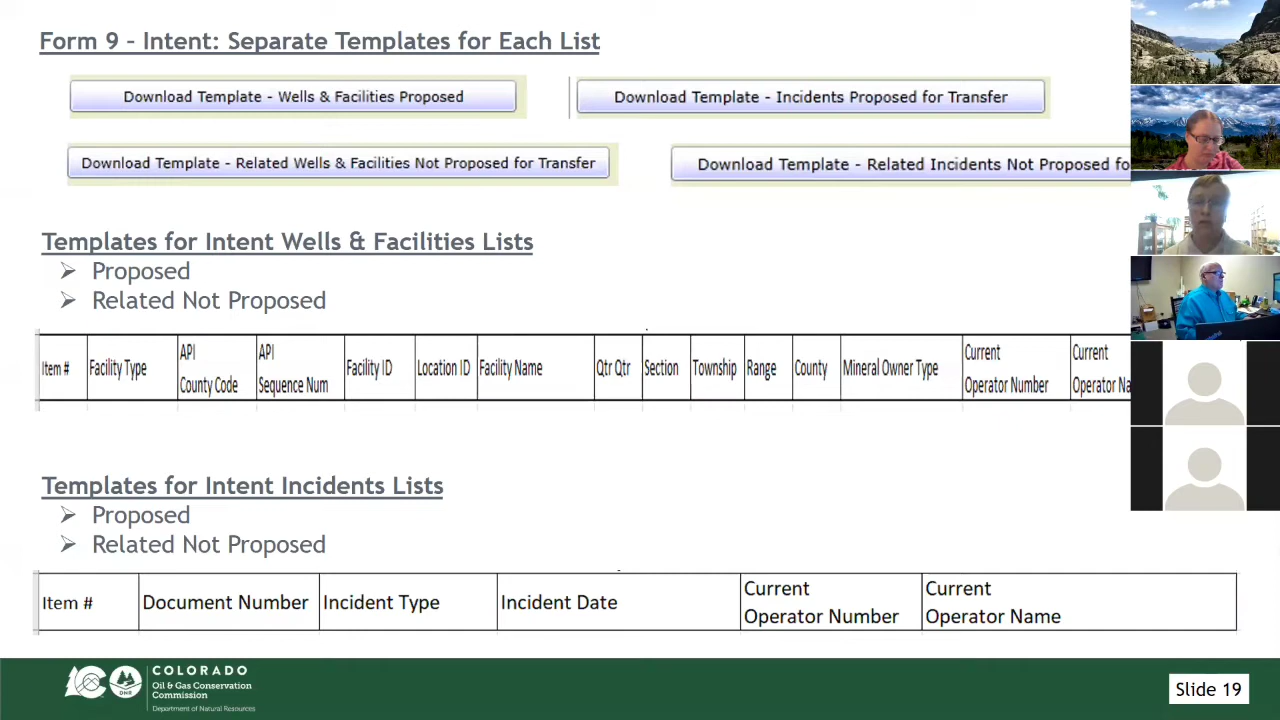 Form 9 – Intent: Separate Templates for Each List
Download Template - Wells & Facilities Proposed
Download Template - Incidents Proposed for Transfer
Download Template - Related Wells & Facilities Not Proposed for Transfer
Download Template - Related Incidents Not Proposed fo
Templates for Intent Wells & Facilities Lists
Proposed
Related Not Proposed
Item #
Facility Type
API
County Code
API
Sequence Num
Facility ID
Location ID
Facility Name
Qtr Qtr
Section
Township
Range
County
Mineral Owner Type
Current
Operator Number
Current
Operator Na
Templates for Intent Incidents Lists
Proposed
Related Not Proposed
Item #
Document Number
Incident Type
Incident Date
Current
Operator Number
Current
Operator Name
COLORADO
Oil & Gas Conservation
Commission
Department of Natural Resources
DNR
Slide 19